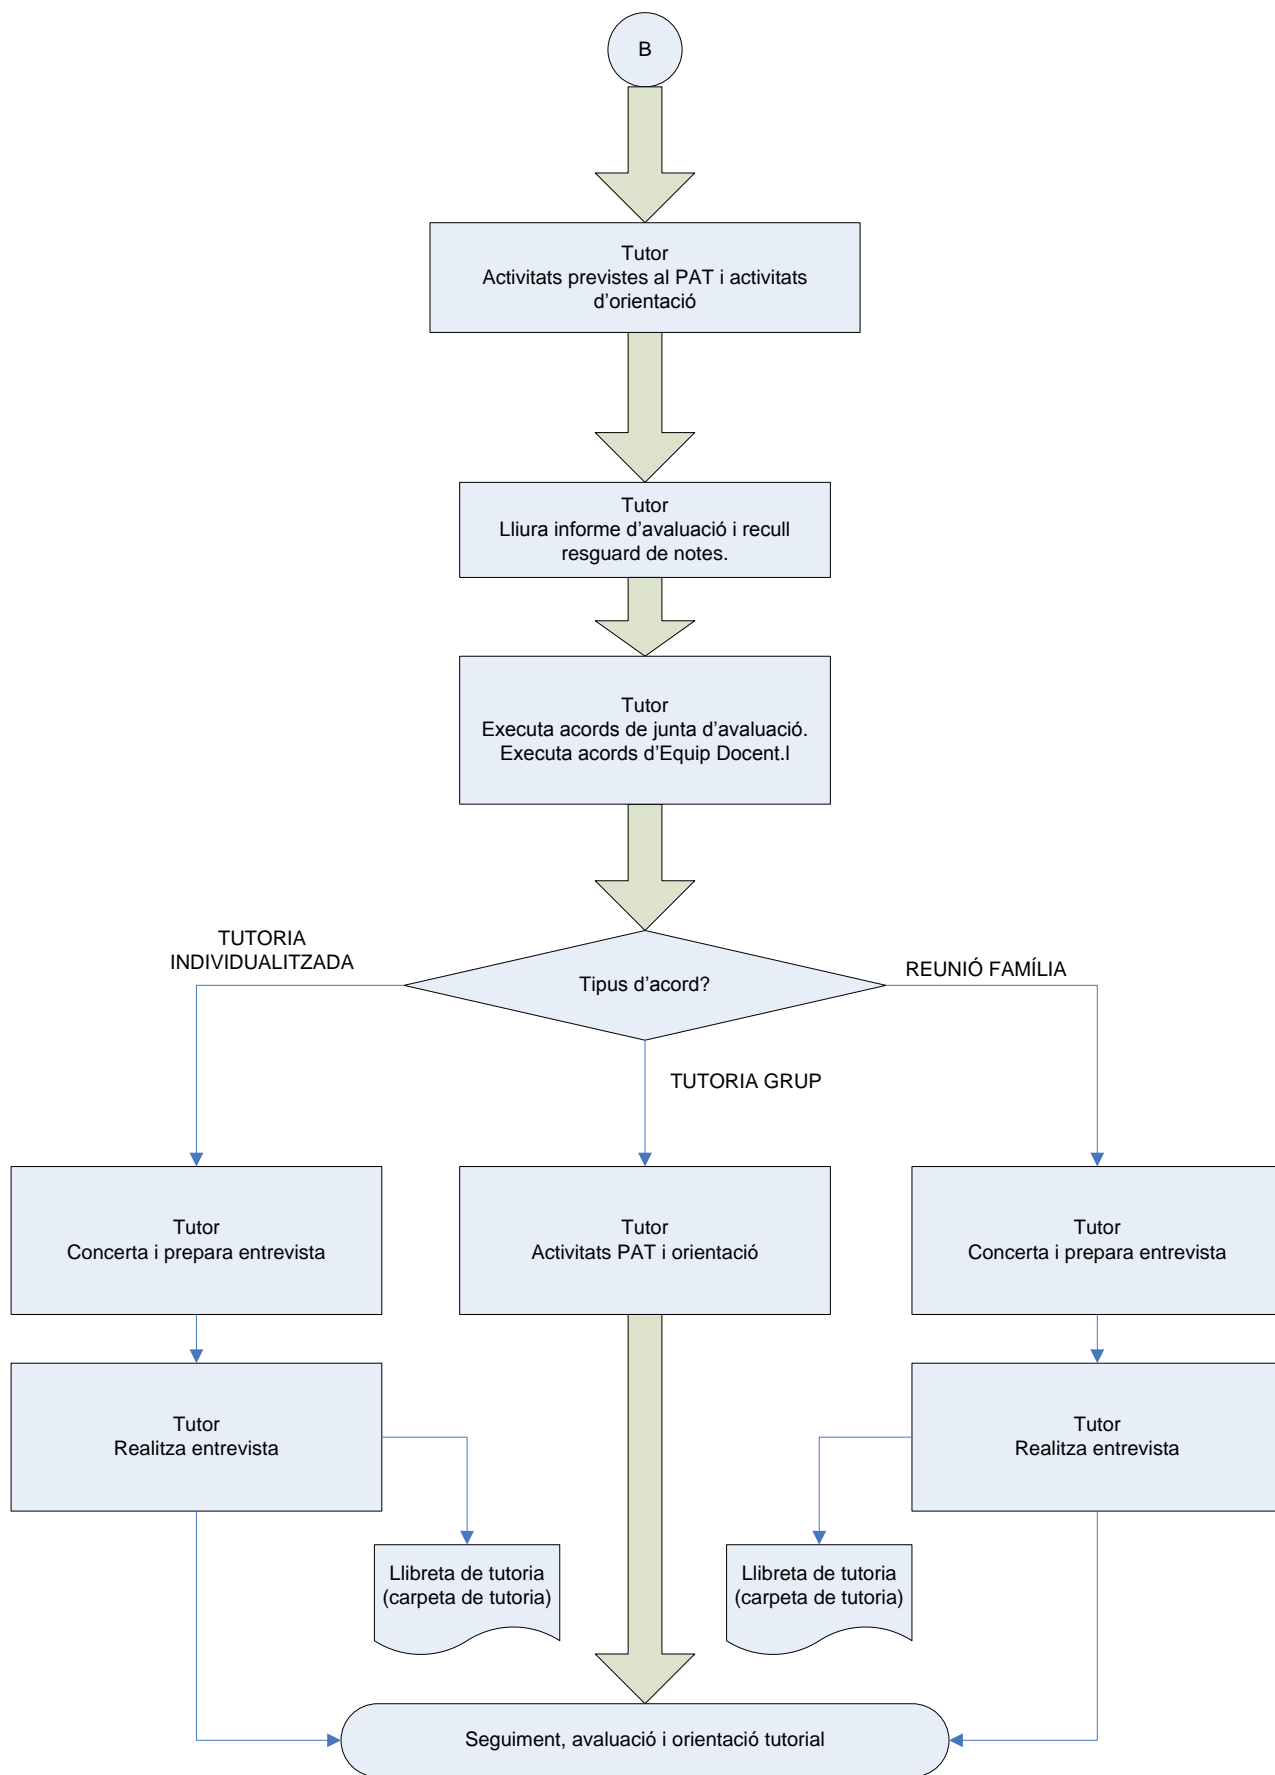 B
Tutor
Activitats previstes al PAT i activitats
d’orientació
Tutor
Lliura informe d’avaluació i recull
resguard de notes.
Tutor
Executa acords de junta d’avaluació.
Executa acords d’Equip Docent.l
TUTORIA
INDIVIDUALITZADA
Tipus d’acord?
REUNIÓ FAMÍLIA
TUTORIA GRUP
Tutor
Concerta i prepara entrevista
Tutor
Activitats PAT i orientació
Tutor
Concerta i prepara entrevista
Tutor
Realitza entrevista
Tutor
Realitza entrevista
Llibreta de tutoria
(carpeta de tutoria)
Llibreta de tutoria
(carpeta de tutoria)
Seguiment, avaluació i orientació tutorial